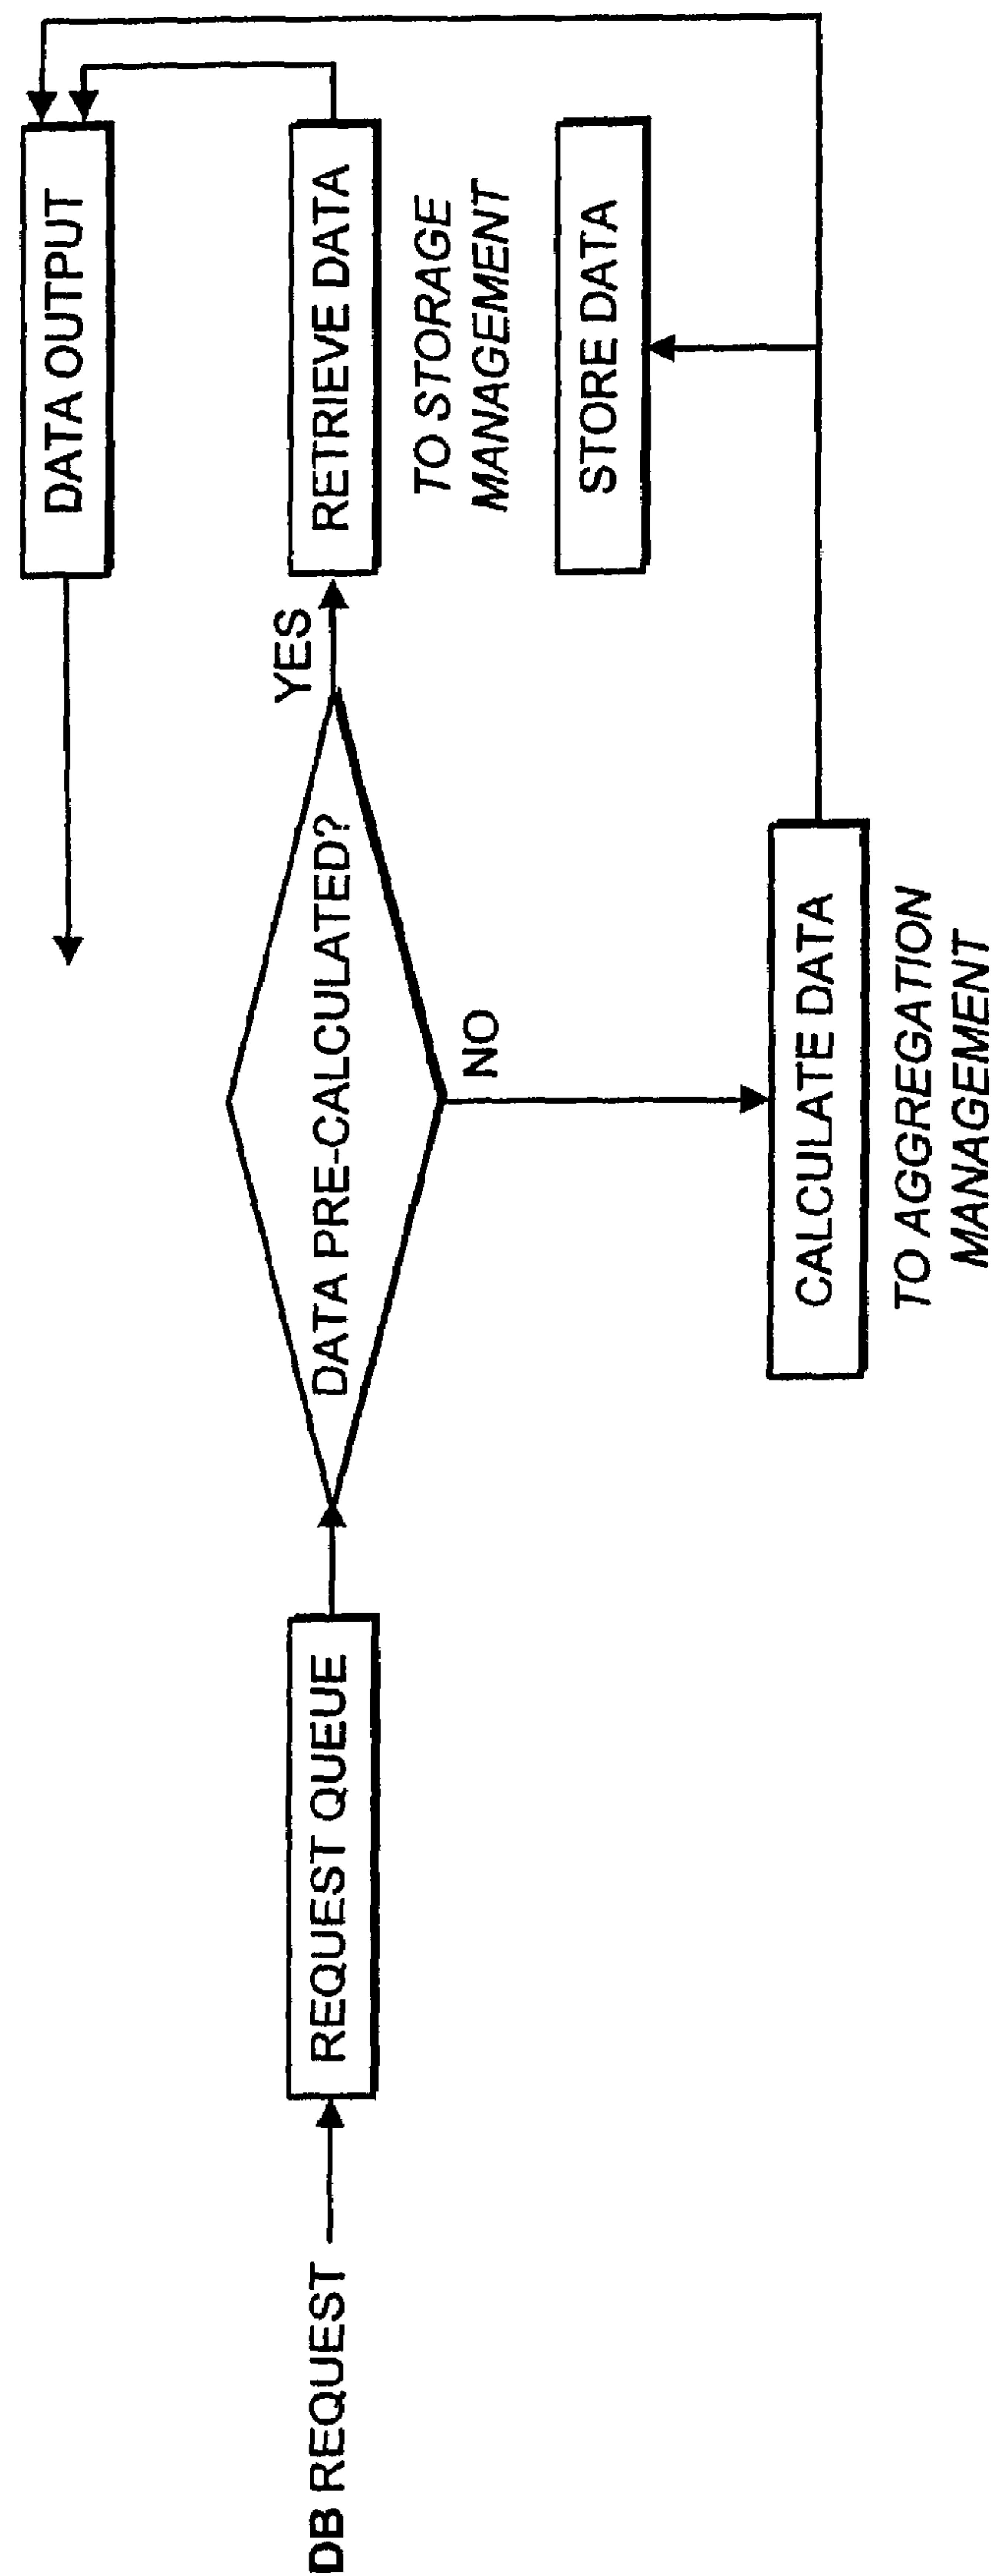 DB REQUEST
REQUEST QUEUE
DATA PRE-CALCULATED?
YES
NO
DATA OUTPUT
RETRIEVE DATA
TO STORAGE
MANAGEMENT
STORE DATA
CALCULATE DATA
TO AGGREGATION
MANAGEMENT